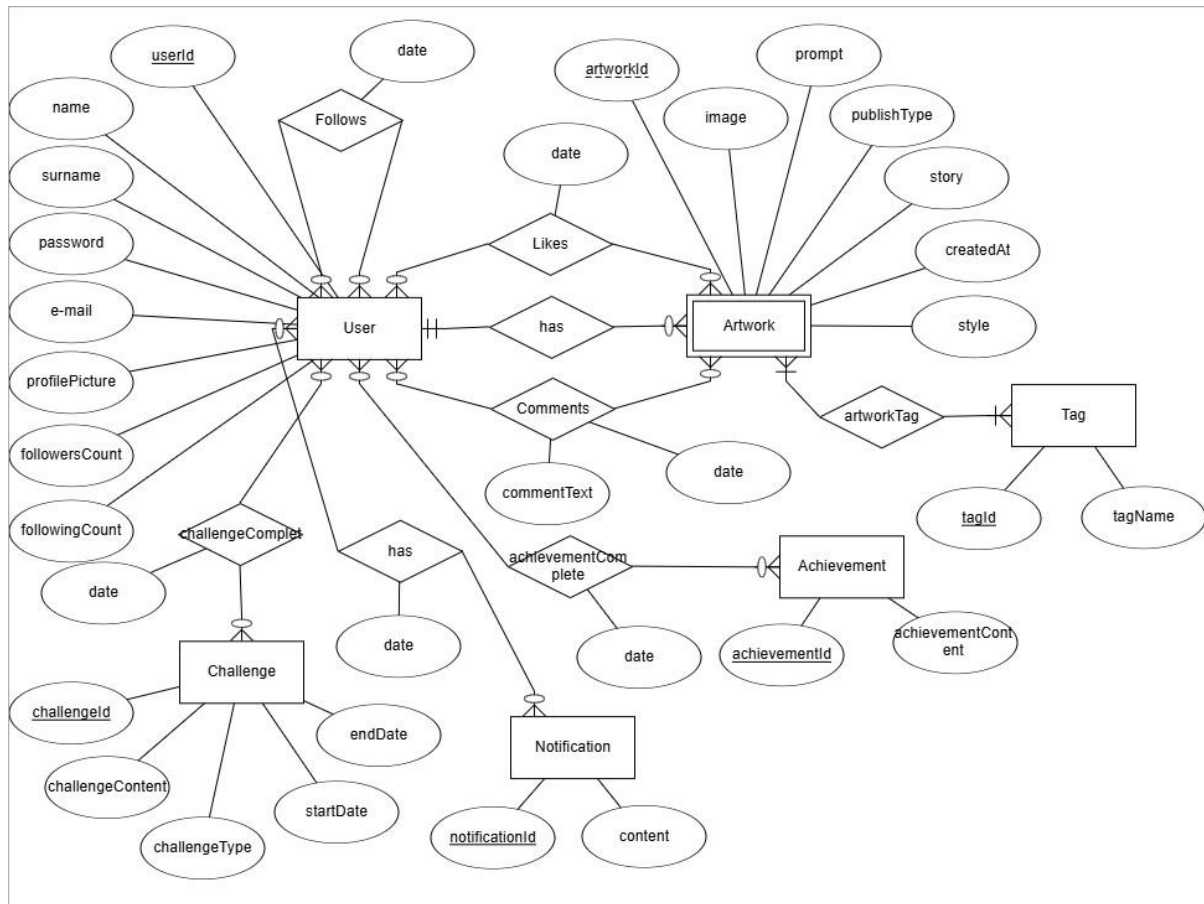 userId
date
prompt
artworkId
name
Follows
image
publishType
date
surname
story
password
Likes
createdAt
e-mail
User
has
Artwork
style
profilePicture
Comments
artworkTag
Tag
followersCount
commentText
date
tagId
tagName
followingCount
challengeComplet
has
achievementComplete
plete
Achievement
date
date
date
achievementId
achievementCont
ent
Challenge
challengeId
endDate
Notification
challengeContent
startDate
challengeType
notificationId
content